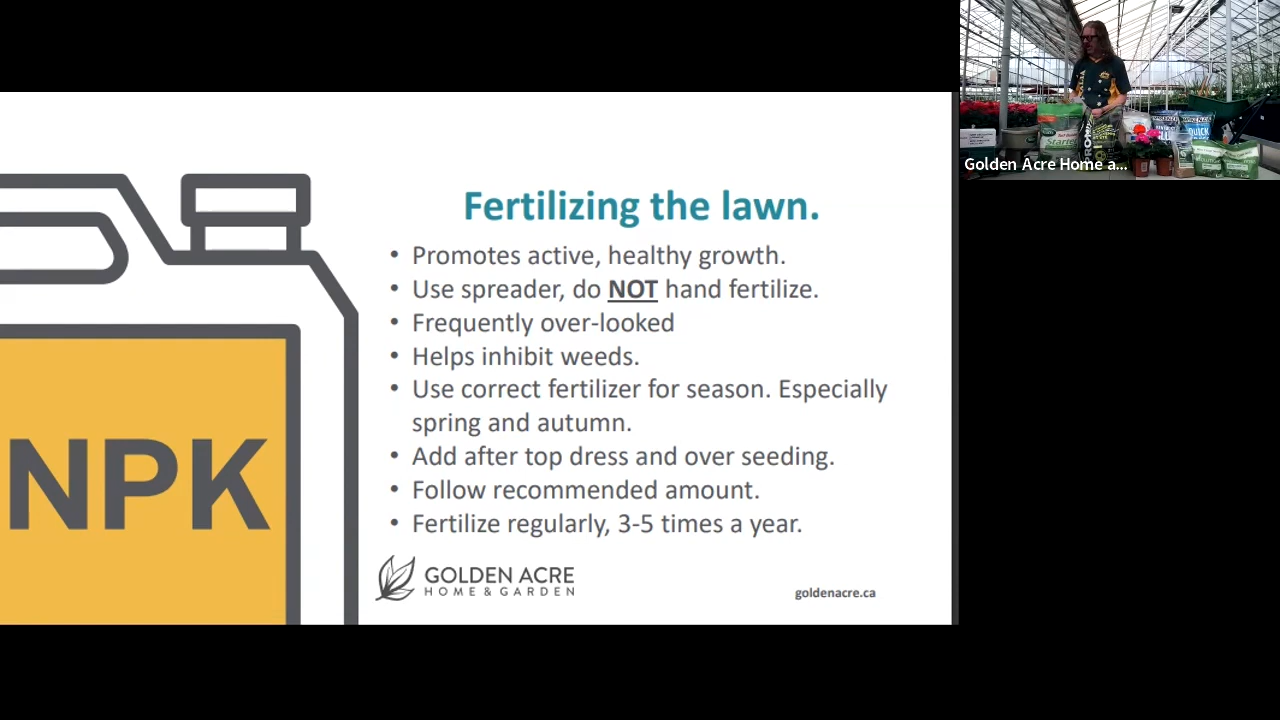 Golden Acre Home a...
Fertilizing the lawn.
• Promotes active, healthy growth.
• Use spreader, do NOT hand fertilize.
• Frequently over-looked
• Helps inhibit weeds.
• Use correct fertilizer for season. Especially
spring and autumn.
• Add after top dress and over seeding.
• Follow recommended amount.
• Fertilize regularly, 3-5 times a year.
NPK
GOLDEN ACRE
HOME & GARDEN
goldenacre.ca